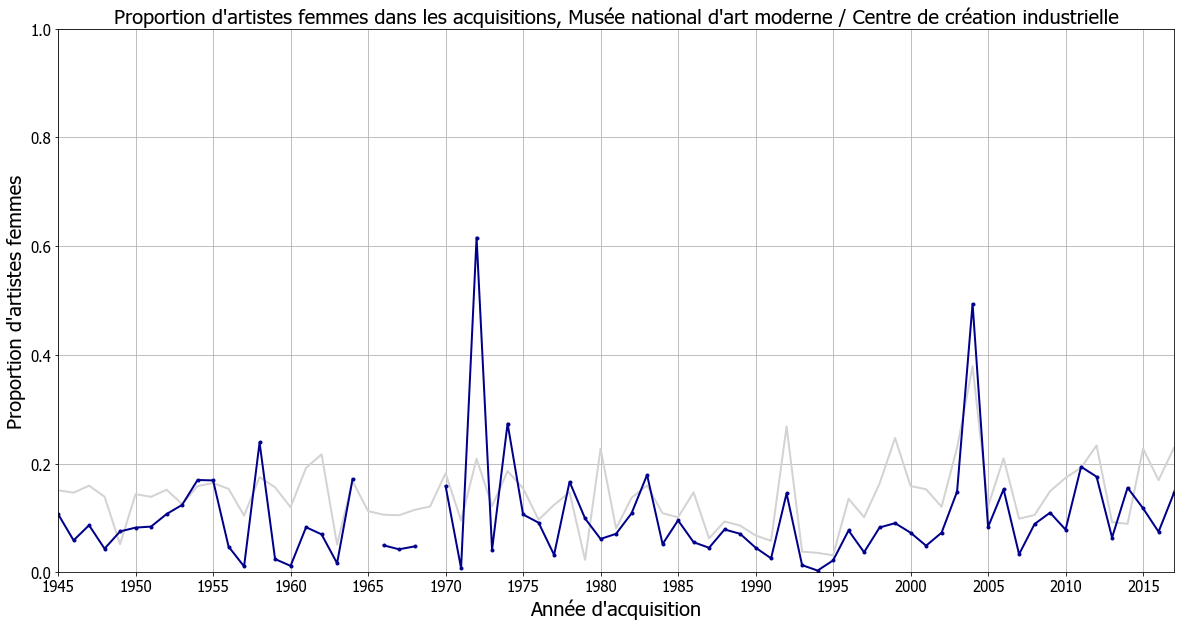 Proportion d'artistes femmes dans les acquisitions, Musée national d'art moderne / Centre de création industrielle
1.0
0.8
0.6
0.4
0.2
0.0
Proportion d'artistes femmes
1945 1950 1955 1960 1965 1970 1975 1980 1985 1990 1995 2000 2005 2010 2015
Année d'acquisition